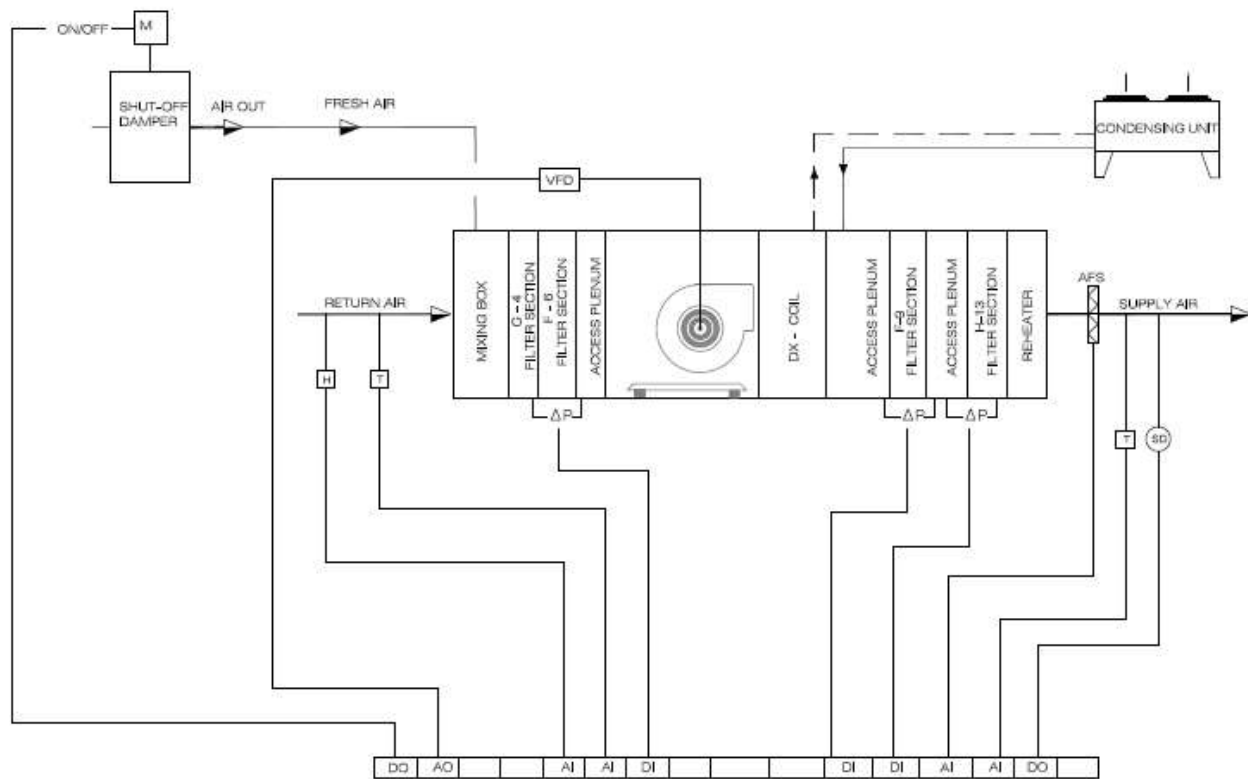 ON/OFF
M
SHUT-OFF
DAMPER
AIR OUT
FRESH AIR
CONDENSING UNIT
VFD
RETURN AIR
MIXING BOX
G-4
FILTER SECTION
F-6
FILTER SECTION
ACCESS PLENUM
DX - COIL
ACCESS PLENUM
F-9
FILTER SECTION
ACCESS PLENUM
H-13
FILTER SECTION
REHEATER
AFS
SUPPLY AIR
H
T
ΔP
ΔP
ΔP
T
SD
DO
AO
AI
AI
DI
DI
DI
AI
AI
DO